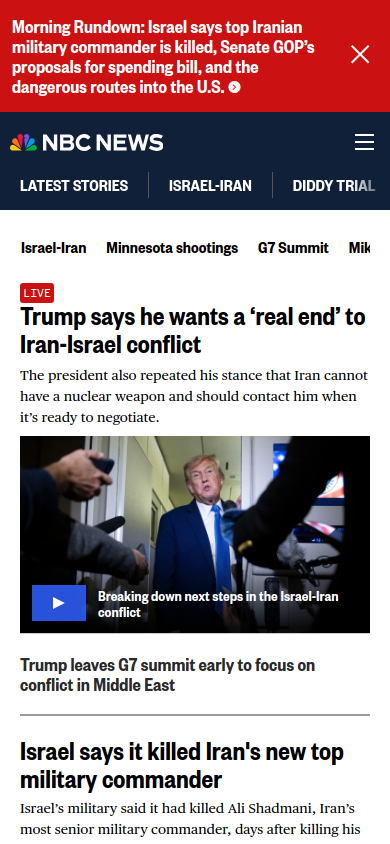 Morning Rundown: Israel says top Iranian
military commander is killed, Senate GOP’s
proposals for spending bill, and the
dangerous routes into the U.S.
NBC NEWS
LATEST STORIES ISRAEL-IRAN DIDDY TRIAL
Israel-Iran Minnesota shootings G7 Summit Mik
LIVE
Trump says he wants a ‘real end’ to
Iran-Israel conflict
The president also repeated his stance that Iran cannot
have a nuclear weapon and should contact him when
it’s ready to negotiate.
Breaking down next steps in the Israel-Iran
conflict
Trump leaves G7 summit early to focus on
conflict in Middle East
Israel says it killed Iran's new top
military commander
Israel’s military said it had killed Ali Shadmani, Iran’s
most senior military commander, days after killing his